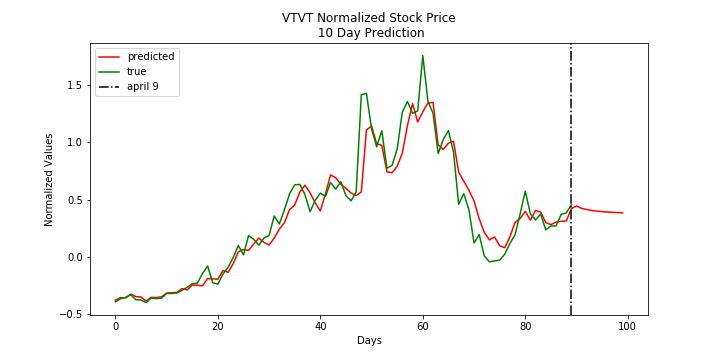 VTVT Normalized Stock Price
10 Day Prediction
predicted
true
april 9
Normalized Values
1.5
1.0
0.5
0.0
−0.5
0
20
40
60
80
100
Days